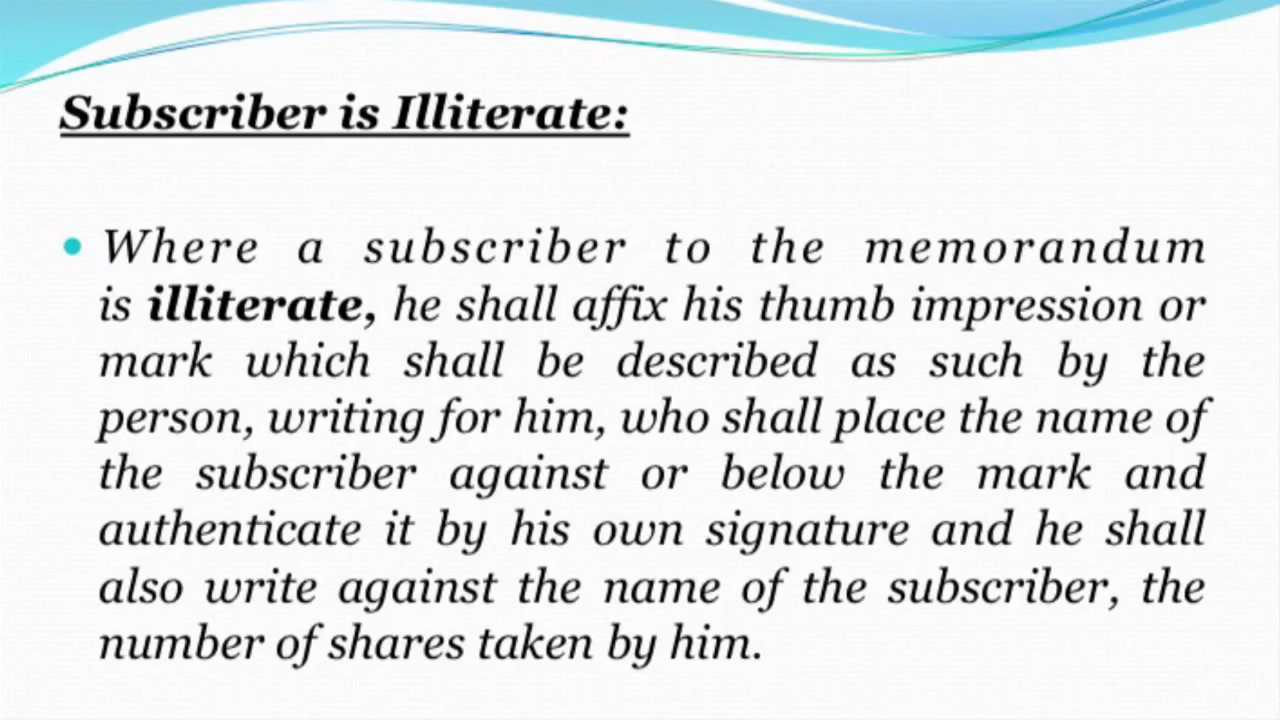 Subscriber is Illiterate:
• Where a subscriber to the memorandum
is illiterate, he shall affix his thumb impression or
mark which shall be described as such by the
person, writing for him, who shall place the name of
the subscriber against or below the mark and
authenticate it by his own signature and he shall
also write against the name of the subscriber, the
number of shares taken by him.